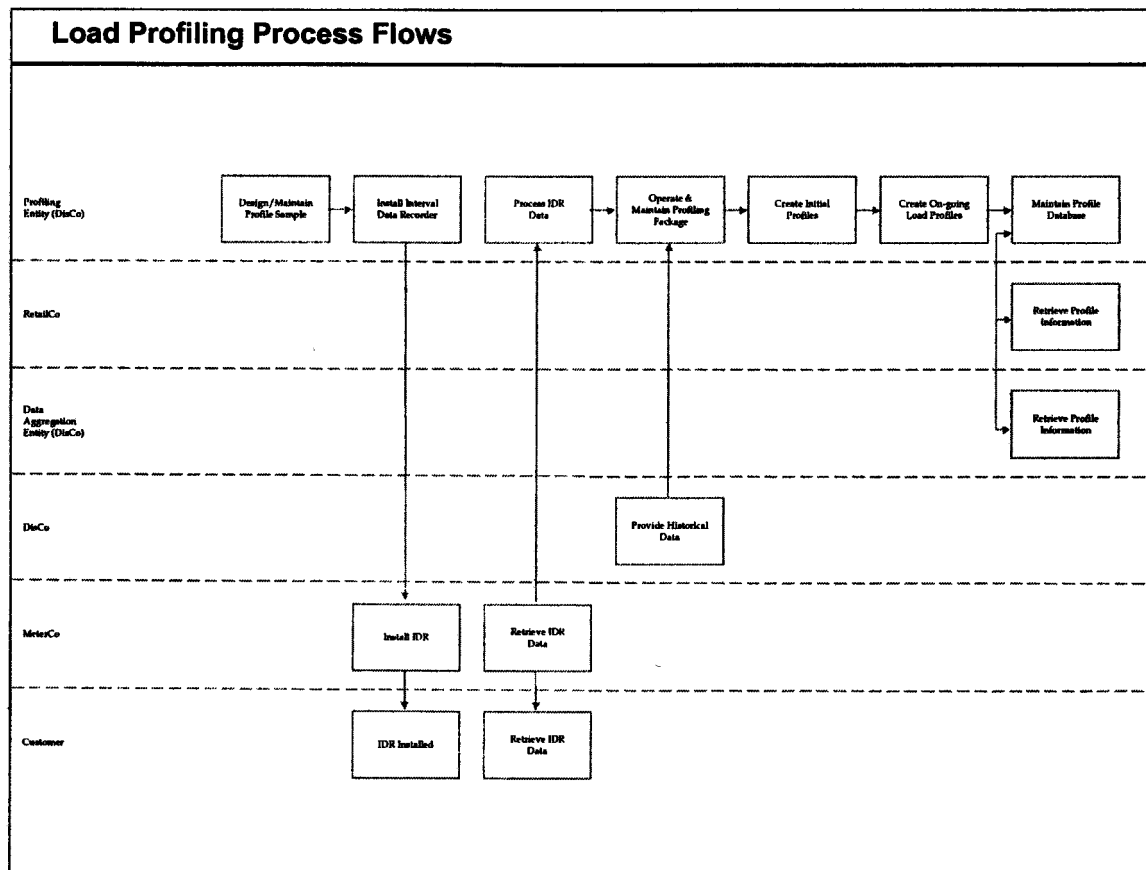 Load Profiling Process Flows
Profiling
Entity (DisCo)
Design/Maintain
Profile Sample
Install Interval
Data Recorder
Process IDR
Data
Operate &
Maintain Profiling
Package
Create Initial
Profiles
Create On-going
Load Profiles
Maintain Profile
Database
RetailCo
Retrieve Profile
Information
Data
Aggregation
Entity (DisCo)
Retrieve Profile
Information
DisCo
Provide Historical
Data
MeterCo
Install IDR
Retrieve IDR
Data
Customer
IDR Installed
Retrieve IDR
Data